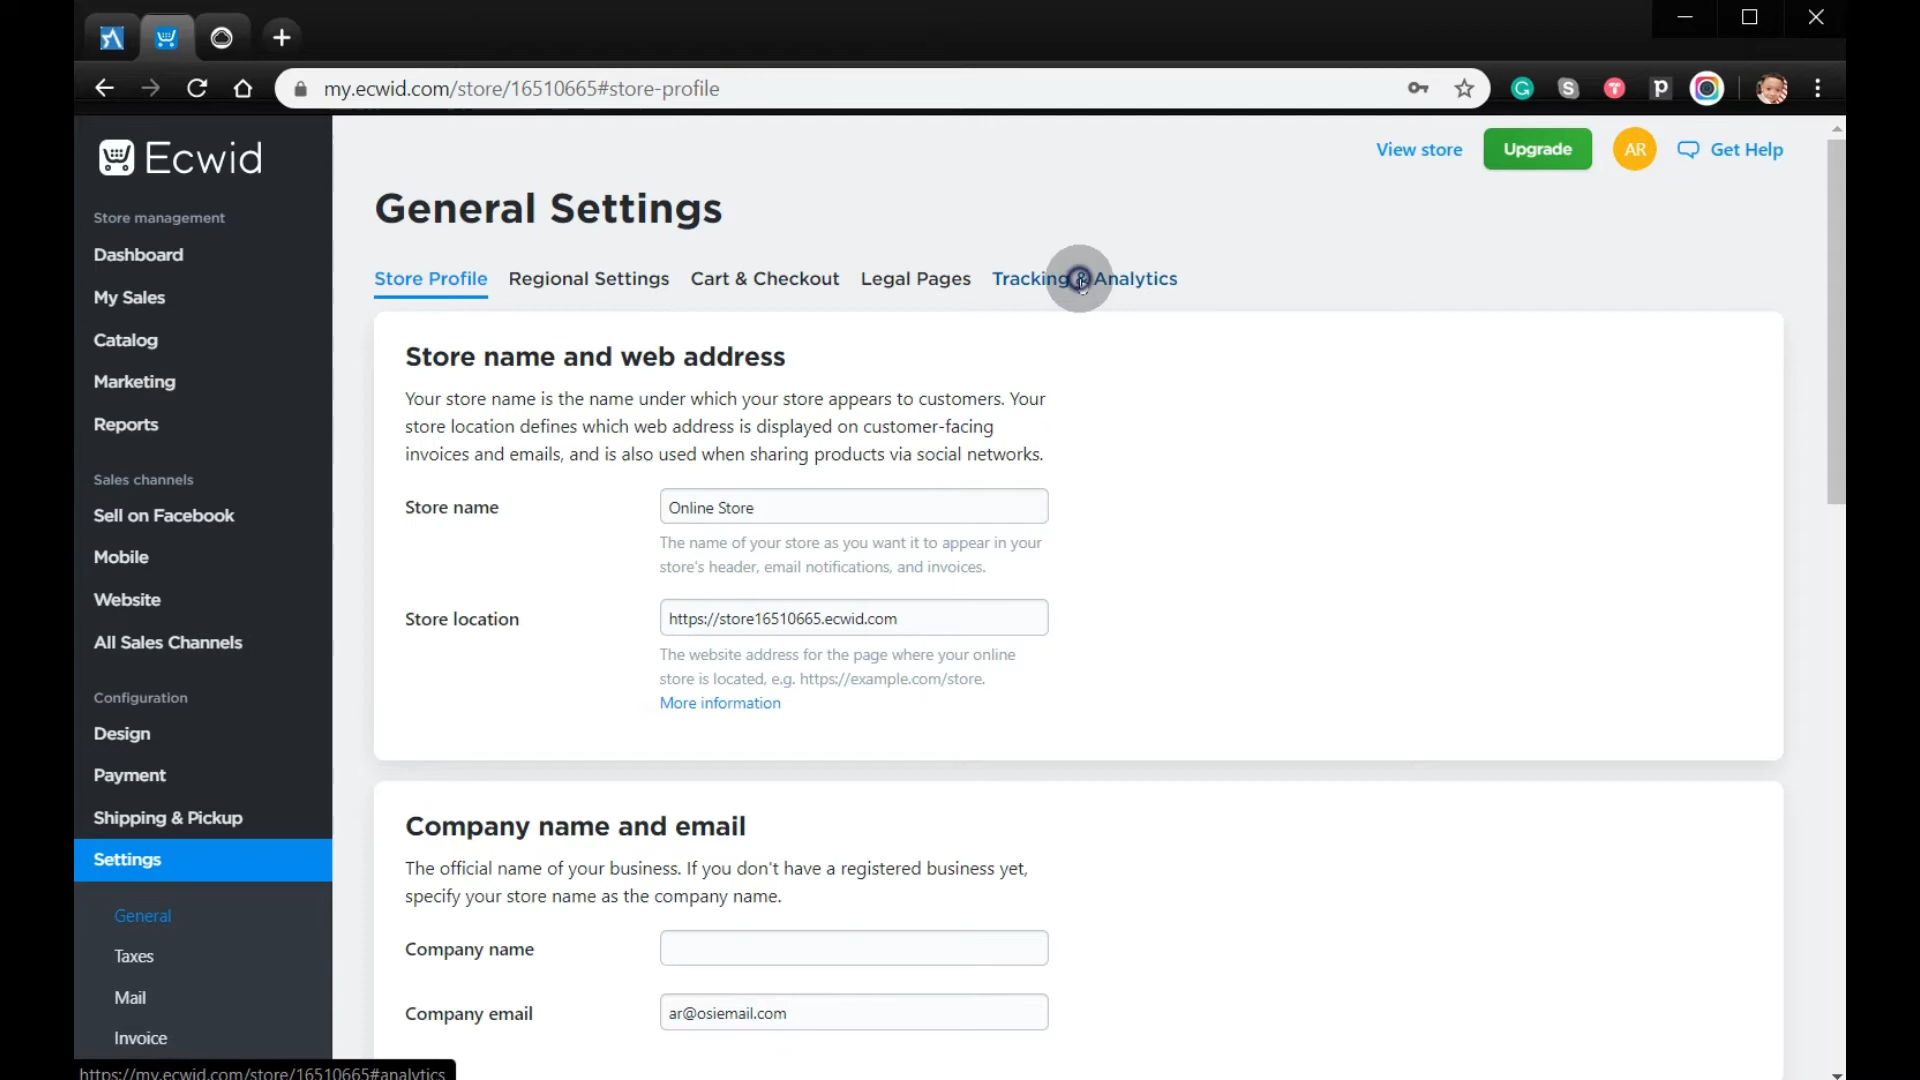 my.ecwid.com/store/16510665#store-profile
Ecwid
View store
Upgrade
AR
Get Help
Store management
Dashboard
My Sales
Catalog
Marketing
Reports
Sales channels
Sell on Facebook
Mobile
Website
All Sales Channels
Configuration
Design
Payment
Shipping & Pickup
Settings
General
Taxes
Mail
Invoice
General Settings
Store Profile Regional Settings Cart & Checkout Legal Pages Tracking & Analytics
Store name and web address
Your store name is the name under which your store appears to customers. Your
store location defines which web address is displayed on customer-facing
invoices and emails, and is also used when sharing products via social networks.
Store name
Online Store
The name of your store as you want it to appear in your
store's header, email notifications, and invoices.
Store location
https://store16510665.ecwid.com
The website address for the page where your online
store is located, e.g. https://example.com/store.
More information
Company name and email
The official name of your business. If you don't have a registered business yet,
specify your store name as the company name.
Company name
Company email
ar@osiemail.com
https://my.ecwid.com/store/16510665#analytics